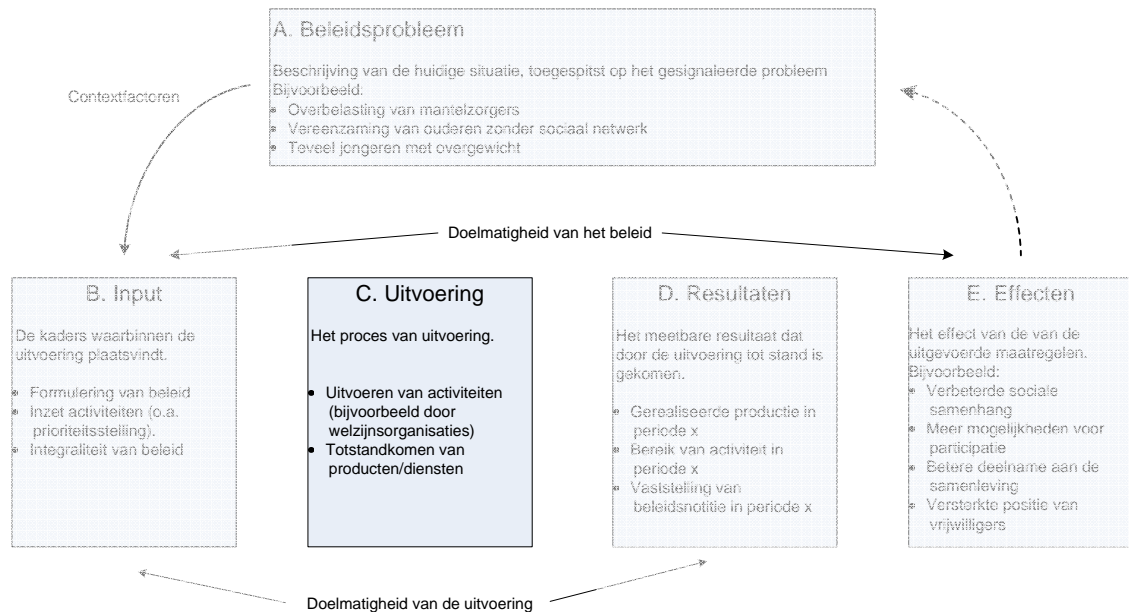 A. Beleidsprobleem
Beschrijving van de huidige situatie, toegespitst op het gesignaleerde probleem
Bijvoorbeeld:
• Overbelasting van mantelzorgers
• Vereenzaming van ouderen zonder sociaal netwerk
• Teveel jongeren met overgewicht
Contextfactoren
Doelmatigheid van het beleid
B. Input
De kaders waarbinnen de
uitvoering plaatsvindt.
• Formulering van beleid
• Inzet activiteiten (o.a.
prioriteitsstelling).
• Integraliteit van beleid
C. Uitvoering
Het proces van uitvoering.
• Uitvoeren van activiteiten
(bijvoorbeeld door
welzijnsorganisaties)
• Totstandkomen van
producten/diensten
D. Resultaten
Het meetbare resultaat dat
door de uitvoering tot stand is
gekomen.
• Gerealiseerde productie in
periode x
• Bereik van activiteit in
periode x
• Vaststelling van
beleidsnotitie in periode x
E. Effecten
Het effect van de van de
uitgevoerde maatregelen.
Bijvoorbeeld:
• Verbeterde sociale
samenhang
• Meer mogelijkheden voor
participatie
• Betere deelname aan de
samenleving
• Versterkte positie van
vrijwilligers
Doelmatigheid van de uitvoering